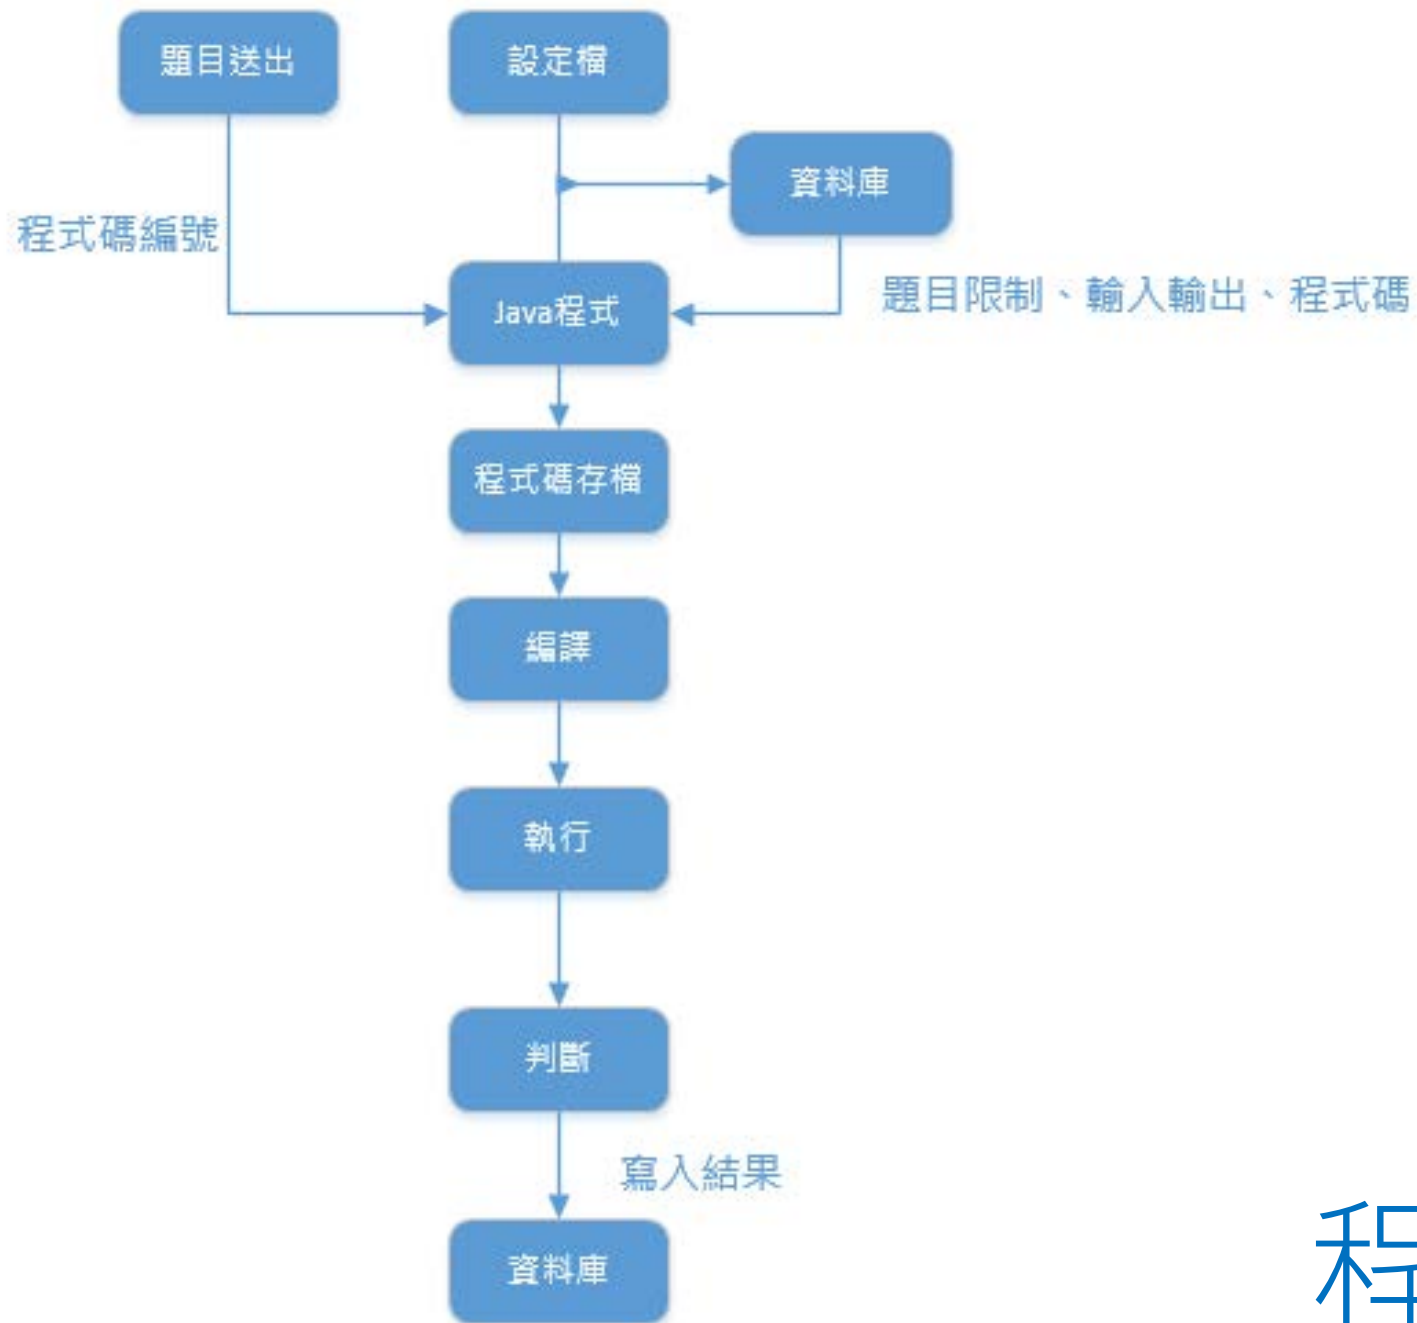 題目送出
設定檔
資料庫
程式碼編號
題目限制、輸入輸出、程式碼
Java程式
程式碼存檔
編譯
執行
判斷
寫入結果
資料庫
程